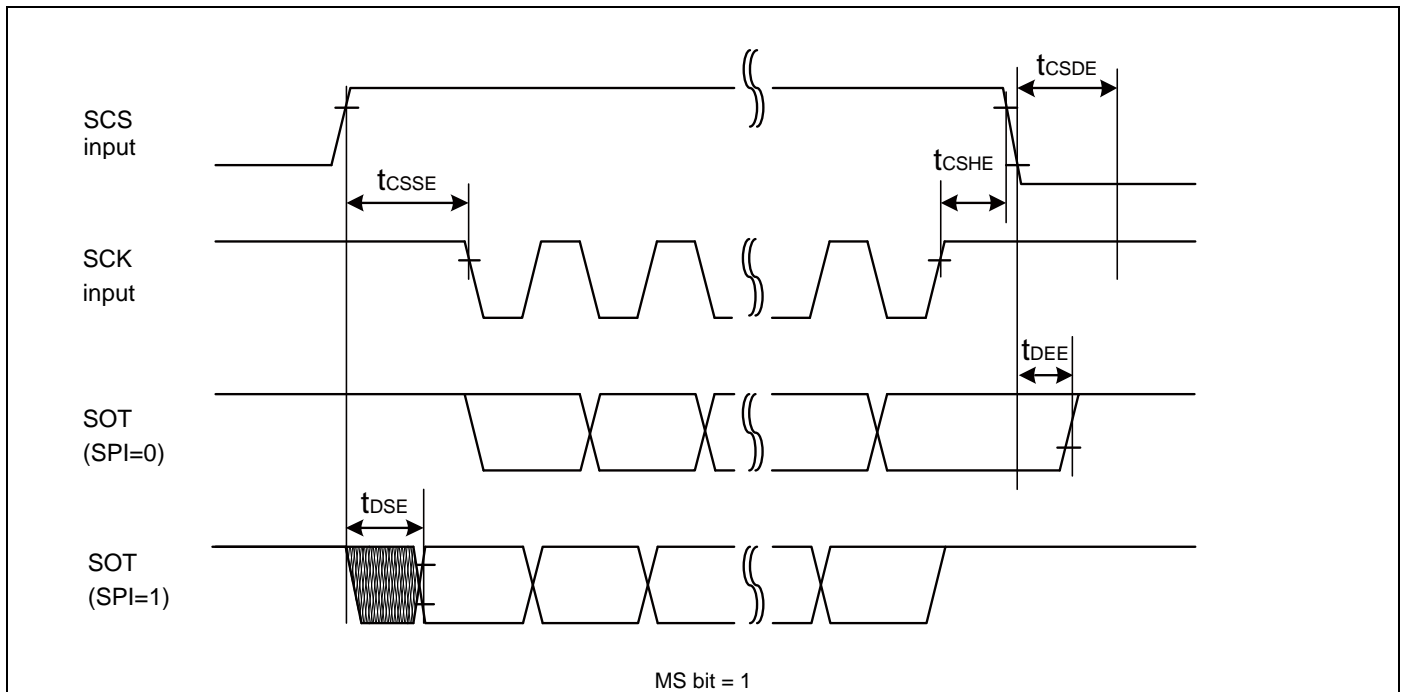 tCSDE
SCS
input
tCSHE
tCSSE
SCK
input
tDEE
SOT
(SPI=0)
tDSE
SOT
(SPI=1)
MS bit = 1